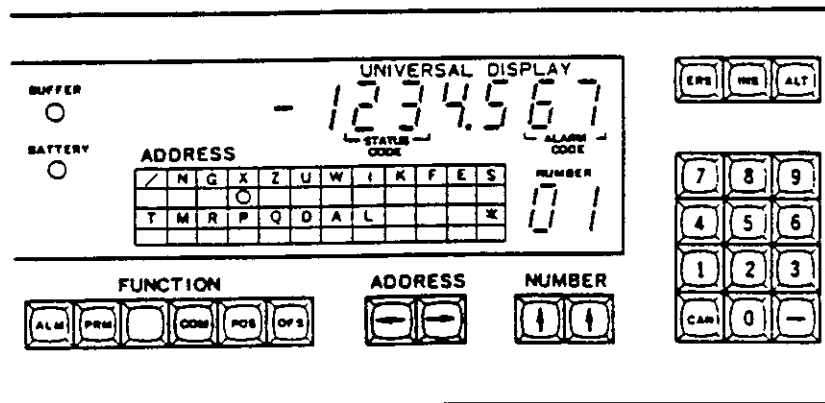 UNIVERSAL DISPLAY
BUFFER
-1234.567
STATUS CODE
ALARM CODE
BATTERY
ADDRESS
/ N G X Z U W I K F E S
T M R P Q D A L *
NUMBER
01
FUNCTION
ALM PRM COM POS OFS
ADDRESS
← →
NUMBER
ERS INS ALT
7 8 9
4 5 6
1 2 3
CAN 0 -